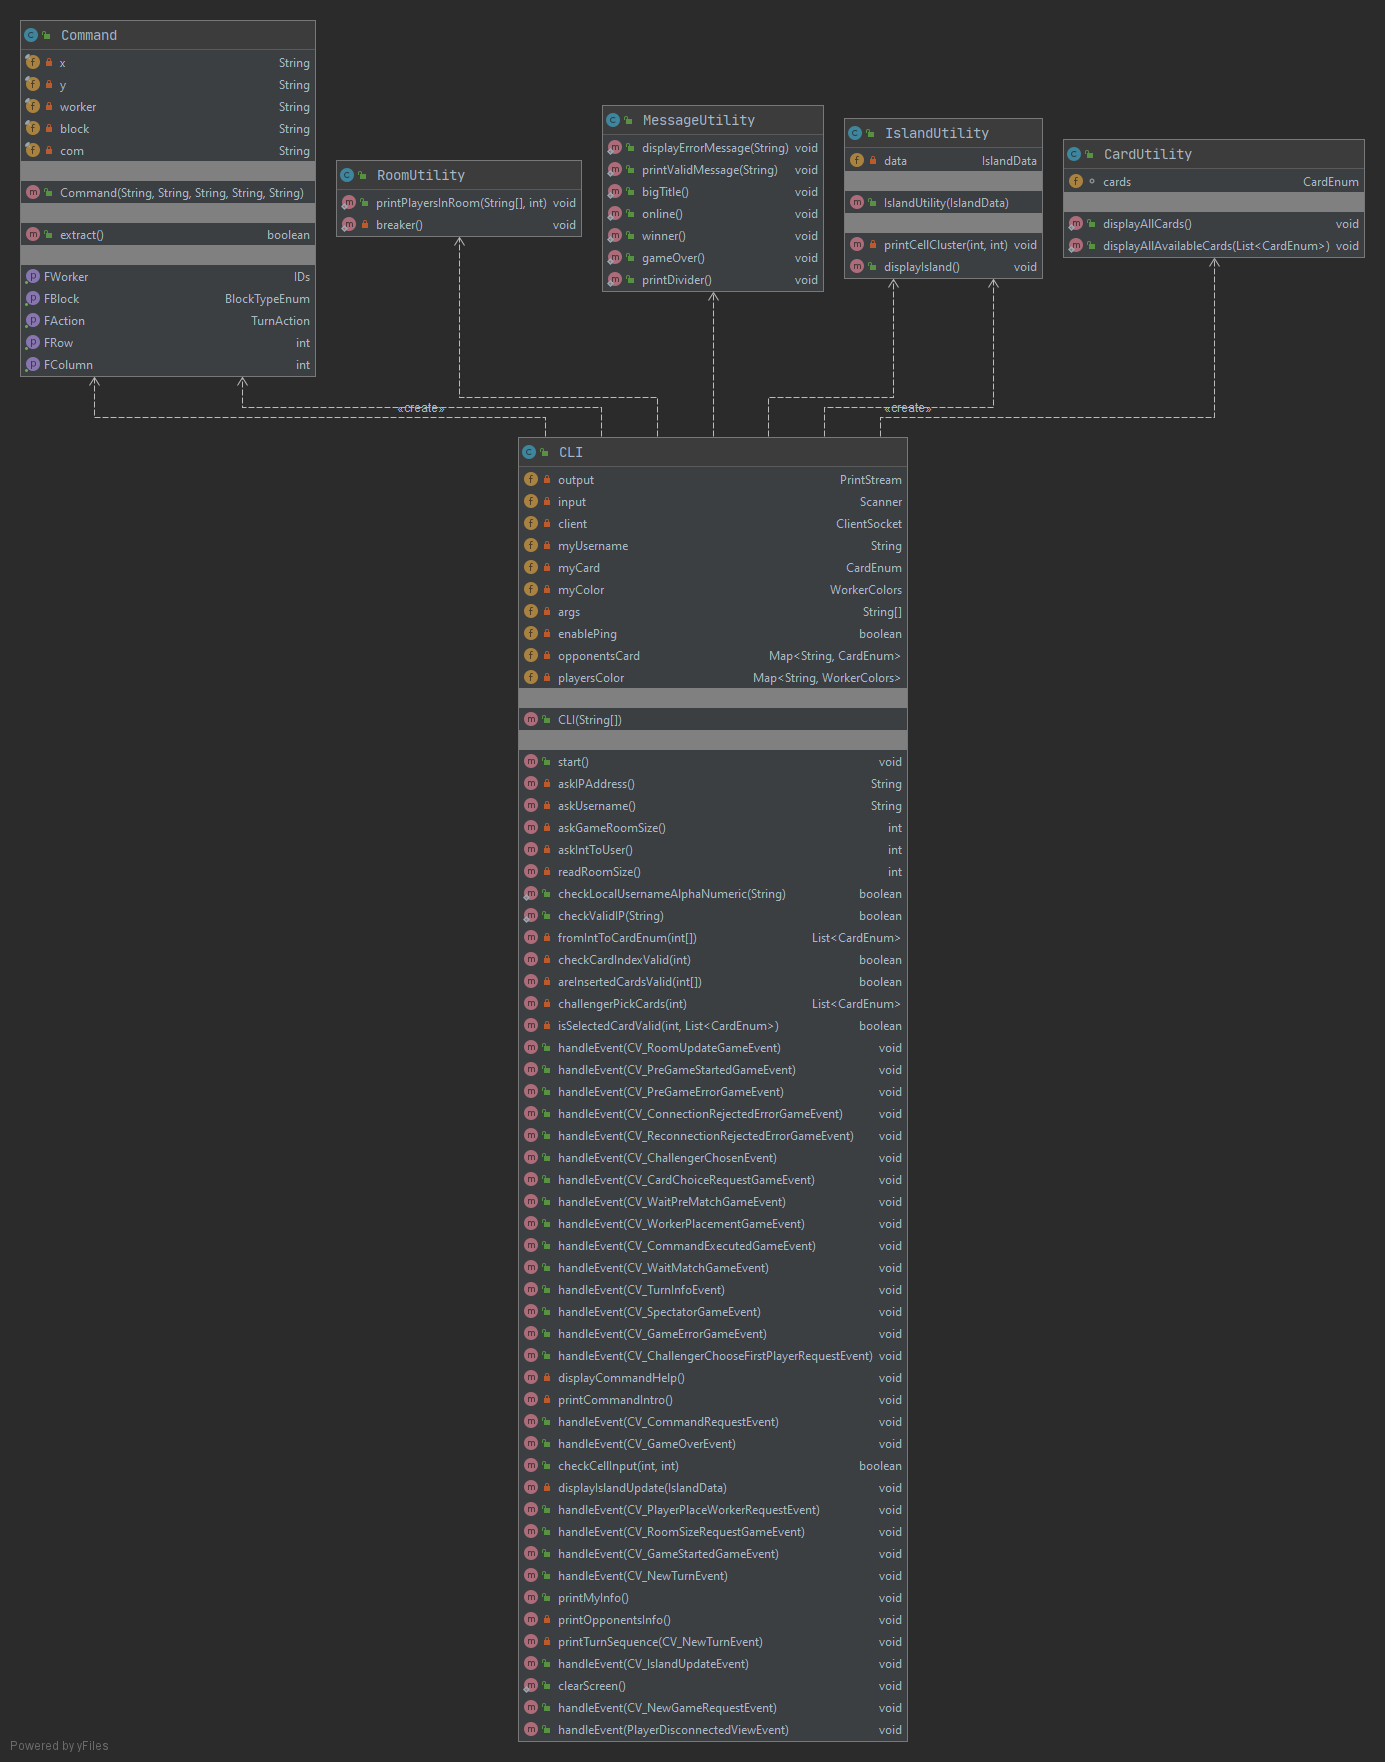 Command
x String
y String
worker String
block String
com String
Command(String, String, String, String, String)
extract() boolean
FWorker IDs
FBlock BlockTypeEnum
FAction TurnAction
FRow int
FColumn int
RoomUtility
printPlayersInRoom(String[], int) void
breaker() void
MessageUtility
displayErrorMessage(String) void
printValidMessage(String) void
bigTitle() void
online() void
winner() void
gameOver() void
printDivider() void
IslandUtility
data IslandData
IslandUtility(IslandData)
printCellCluster(int, int) void
displayIsland() void
CardUtility
cards CardEnum
displayAllCards() void
displayAllAvailableCards(List<CardEnum>) void
«create»
«create»
CLI
output PrintStream
input Scanner
client ClientSocket
myUsername String
myCard CardEnum
myColor WorkerColors
args String[]
enablePing boolean
opponentsCard Map<String, CardEnum>
playersColor Map<String, WorkerColors>
CLI(String[])
start() void
askIPAddress() String
askUsername() String
askGameRoomSize() int
askIntToUser() int
readRoomSize() int
checkLocalUsernameAlphaNumeric(String) boolean
checkValidIP(String) boolean
fromIntToCardEnum(int[]) List<CardEnum>
checkCardIndexValid(int) boolean
areInsertedCardsValid(int[]) boolean
challengerPickCards(int) List<CardEnum>
isSelectedCardValid(int, List<CardEnum>) boolean
handleEvent(CV_RoomUpdateGameEvent) void
handleEvent(CV_PreGameStartedGameEvent) void
handleEvent(CV_PreGameErrorGameEvent) void
handleEvent(CV_ConnectionRejectedErrorGameEvent) void
handleEvent(CV_ReconnectionRejectedErrorGameEvent) void
handleEvent(CV_ChallengerChosenEvent) void
handleEvent(CV_CardChoiceRequestGameEvent) void
handleEvent(CV_WaitPreMatchGameEvent) void
handleEvent(CV_WorkerPlacementGameEvent) void
handleEvent(CV_CommandExecutedGameEvent) void
handleEvent(CV_WaitMatchGameEvent) void
handleEvent(CV_TurnInfoEvent) void
handleEvent(CV_SpectatorGameEvent) void
handleEvent(CV_GameErrorGameEvent) void
handleEvent(CV_ChallengerChooseFirstPlayerRequestEvent) void
displayCommandHelp() void
printCommandIntro() void
handleEvent(CV_CommandRequestEvent) void
handleEvent(CV_GameOverEvent) void
checkCellInput(int, int) boolean
displayIslandUpdate(IslandData) void
handleEvent(CV_PlayerPlaceWorkerRequestEvent) void
handleEvent(CV_RoomSizeRequestGameEvent) void
handleEvent(CV_GameStartedGameEvent) void
handleEvent(CV_NewTurnEvent) void
printMyInfo() void
printOpponentsInfo() void
printTurnSequence(CV_NewTurnEvent) void
handleEvent(CV_IslandUpdateEvent) void
clearScreen() void
handleEvent(CV_NewGameRequestEvent) void
handleEvent(PlayerDisconnectedViewEvent) void
Powered by yFiles